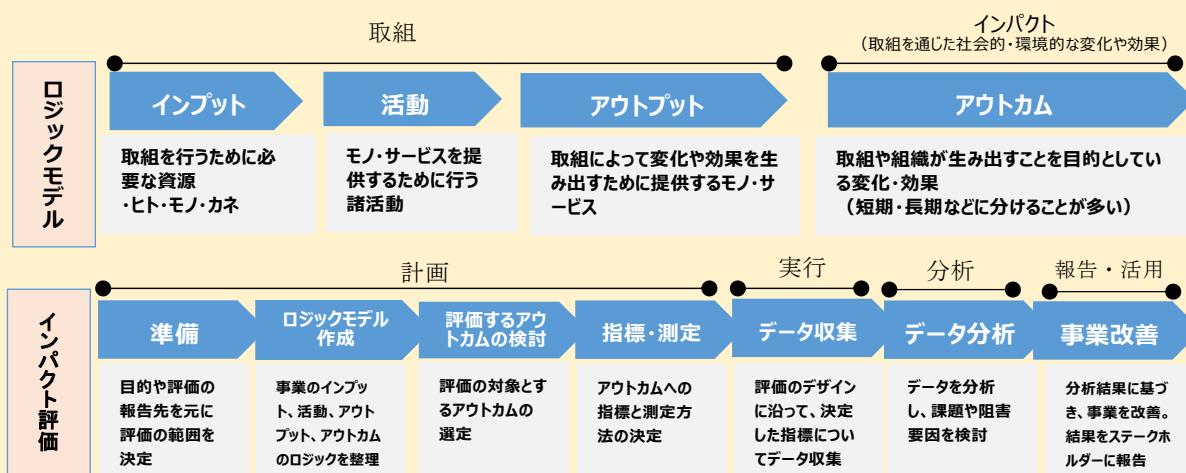 取組
インパクト
（取組を通じた社会的・環境的な変化や効果）
ロジックモデル
インプット
活動
アウトプット
アウトカム
取組を行うために必
要な資源
・ヒト・モノ・カネ
モノ・サービスを提
供するために行う
諸活動
取組によって変化や効果を生
み出すために提供するモノ・サ
ービス
取組や組織が生み出すことを目的としてい
る変化・効果
（短期・長期などに分けることが多い）
計画
実行
分析
報告・活用
インパクト評価
準備
ロジックモデル
作成
評価するアウ
トカムの検討
指標・測定
データ収集
データ分析
事業改善
目的や評価の
報告先を元に
評価の範囲を
決定
事業のインプッ
ト、活動、アウト
プット、アウトカム
のロジックを整理
評価の対象とす
るアウトカムの
選定
アウトカムへの
指標と測定方
法の決定
評価のデザイン
に沿って、決定
した指標につい
てデータ収集
データを分析
し、課題や阻害
要因を検討
分析結果に基づ
き、事業を改善。
結果をステークホ
ルダーに報告